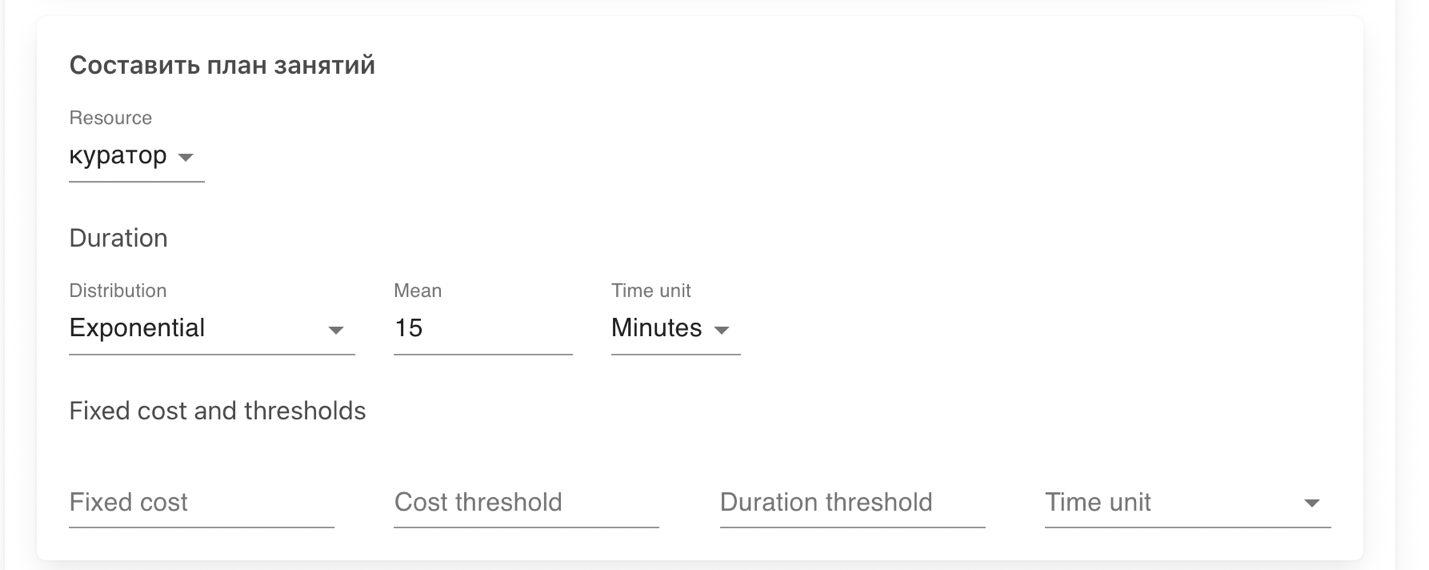 Составить план занятий
Resource
куратор
Duration
Distribution Mean Time unit
Exponential 15 Minutes
Fixed cost and thresholds
Fixed cost Cost threshold Duration threshold Time unit